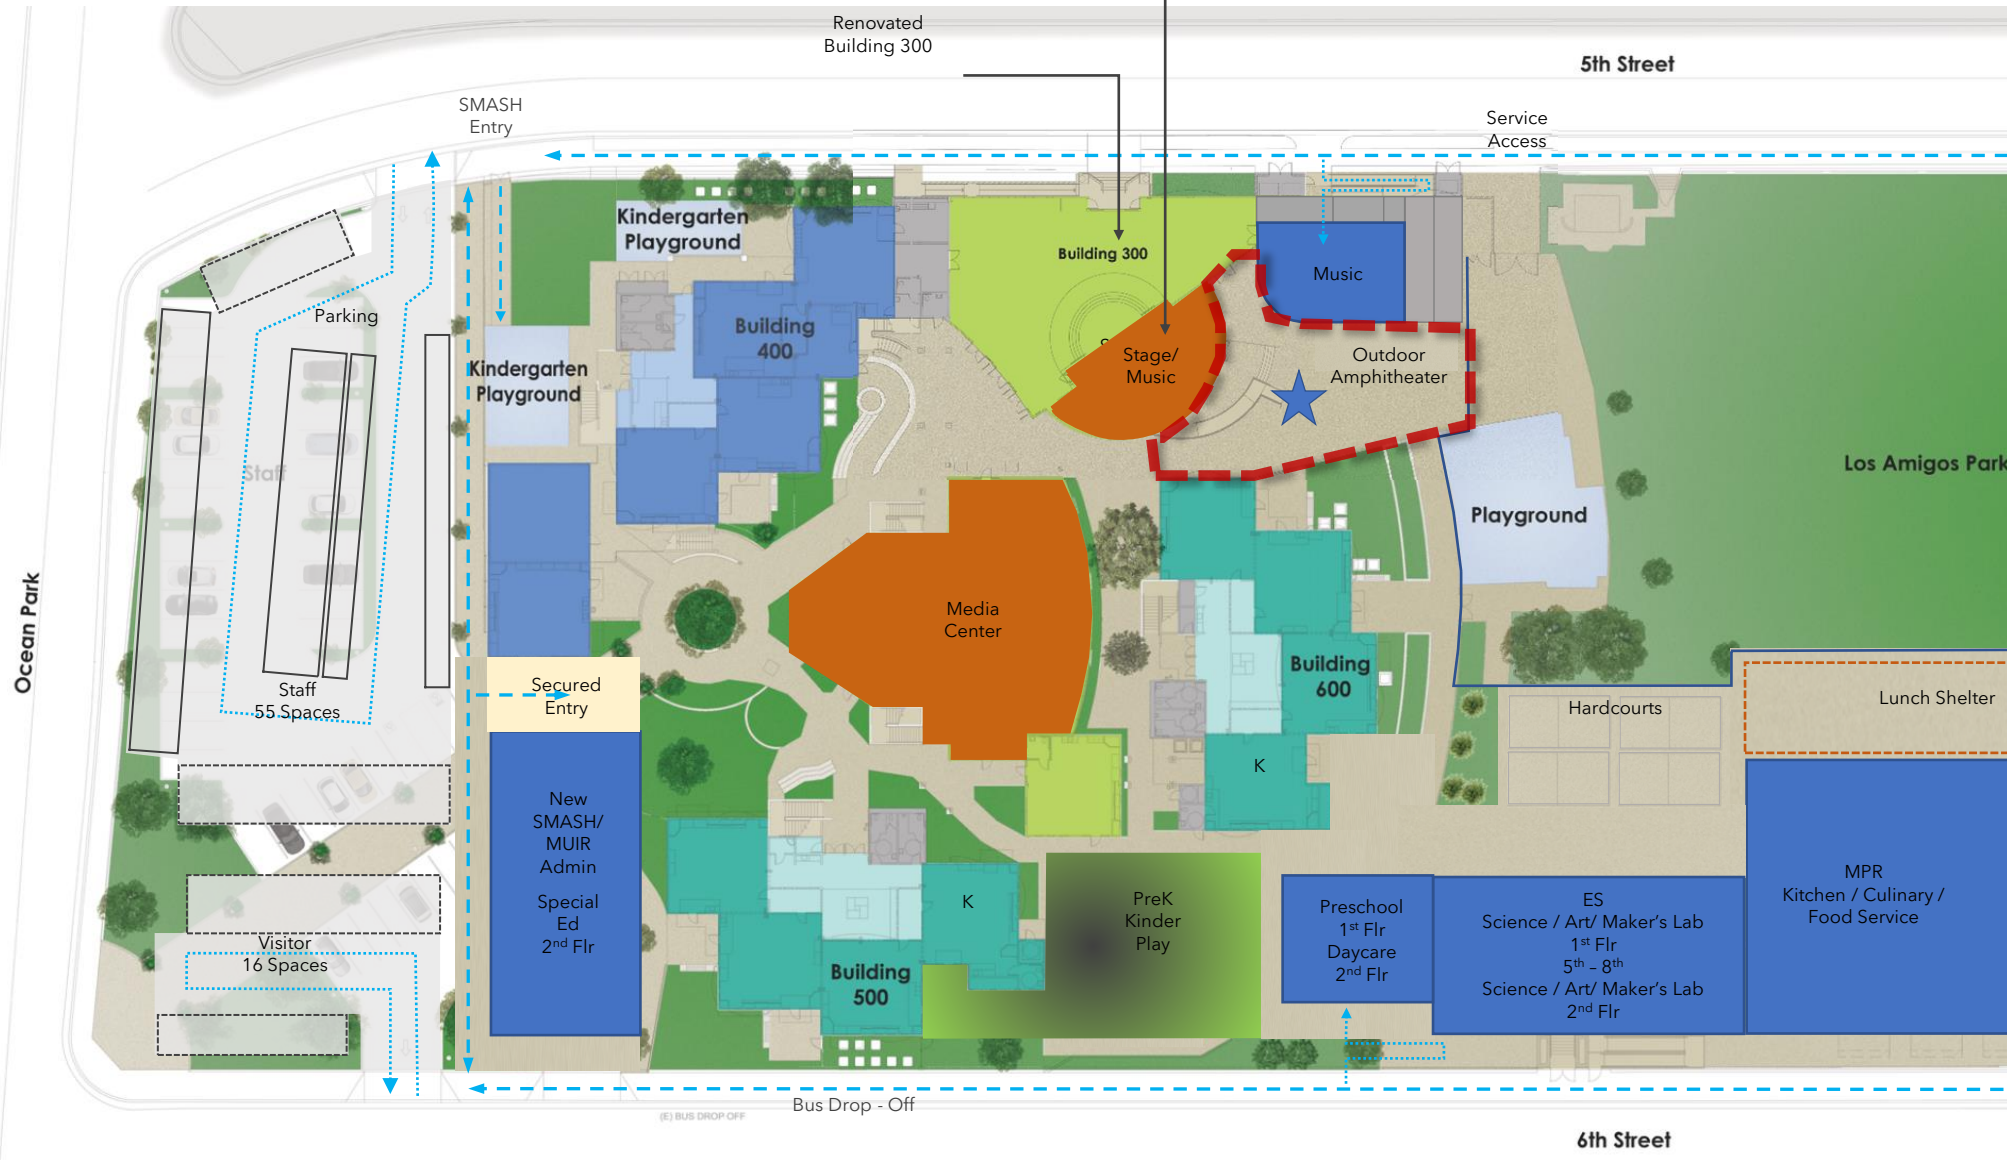 Renovated
Building 300
5th Street
SMASH
Entry
Service
Access
Kindergarten
Playground
Building 300
Music
Parking
Building
400
Stage/
Music
Outdoor
Amphitheater
Kindergarten
Playground
Staff
Los Amigos Park
Playground
Ocean Park
Media
Center
Secured
Entry
Building
600
Staff
55 Spaces
Hardcourts
Lunch Shelter
K
New
SMASH/
MUIR
Admin
Special
Ed
2nd Flr
K
PreK
Kinder
Play
Preschool
1st Flr
Daycare
2nd Flr
ES
Science / Art/ Maker's Lab
1st Flr
5th – 8th
Science / Art/ Maker's Lab
2nd Flr
MPR
Kitchen / Culinary /
Food Service
Visitor
16 Spaces
Building
500
Bus Drop - Off
(E) BUS DROP OFF
6th Street